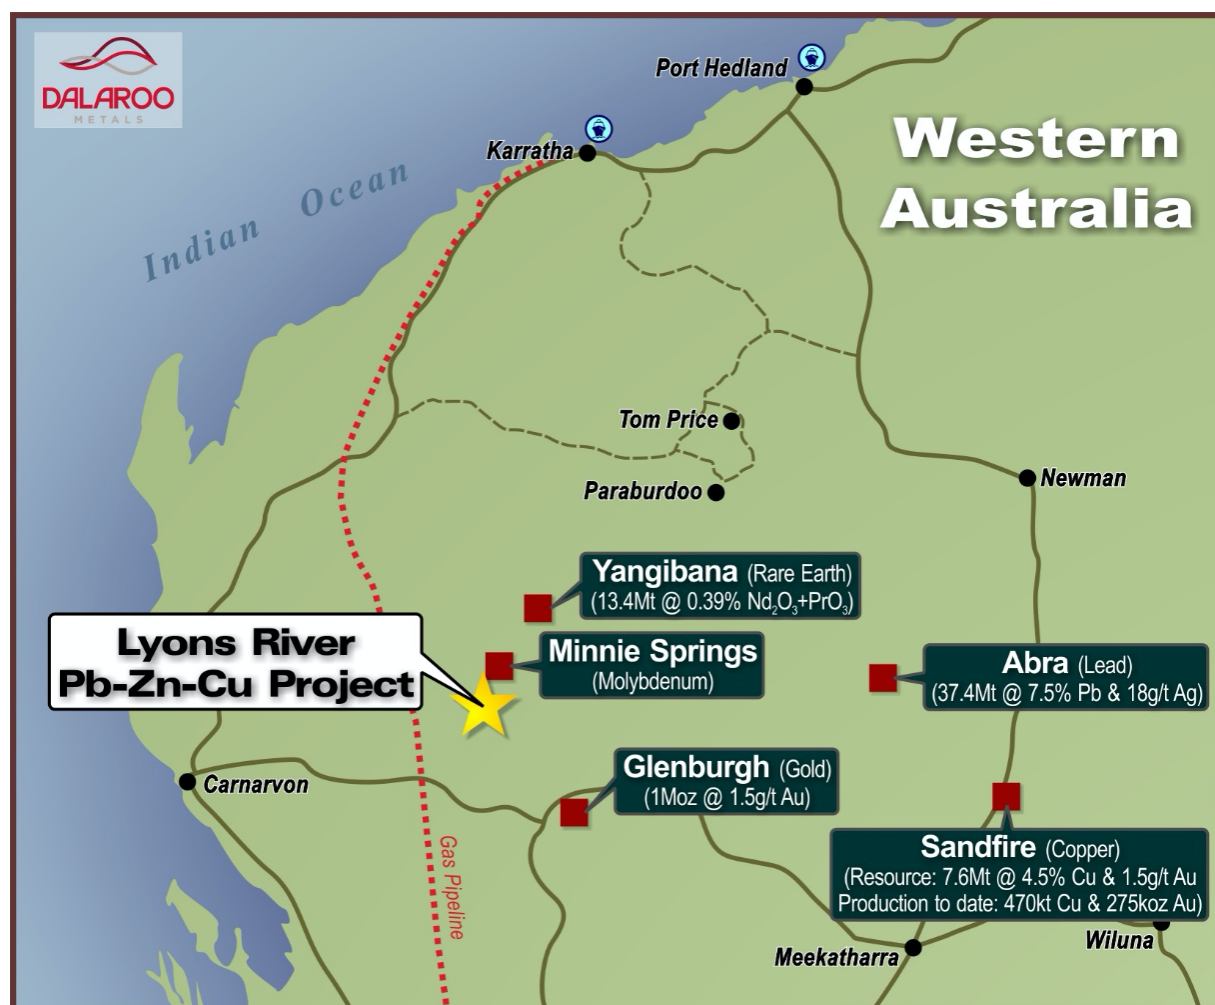 DALAROO
METALS
Port Hedland
Karratha
Western
Australia
Indian Ocean
Tom Price
Paraburdoo
Newman
Yangibana (Rare Earth)
(13.4Mt @ 0.39% Nd₂O₃+PrO₃)
Lyons River
Pb-Zn-Cu Project
Minnie Springs
(Molybdenum)
Abra (Lead)
(37.4Mt @ 7.5% Pb & 18g/t Ag)
Carnarvon
Glenburgh (Gold)
(1Moz @ 1.5g/t Au)
Gas Pipeline
Sandfire (Copper)
(Resource: 7.6Mt @ 4.5% Cu & 1.5g/t Au
Production to date: 470kt Cu & 275koz Au)
Meekatharra
Wiluna